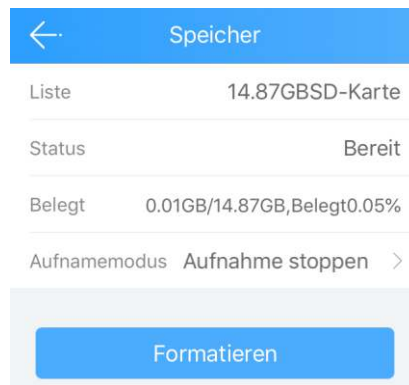 Speicher
Liste 14.87GBSD-Karte
Status Bereit
Belegt 0.01GB/14.87GB,Belegt0.05%
Aufnamemodus Aufnahme stoppen
Formatieren